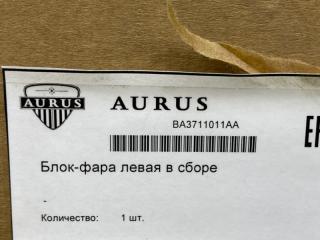 AURUS
AURUS
BA3711011AA
Блок-фара левая в сборе
-
Количество: 1 шт.